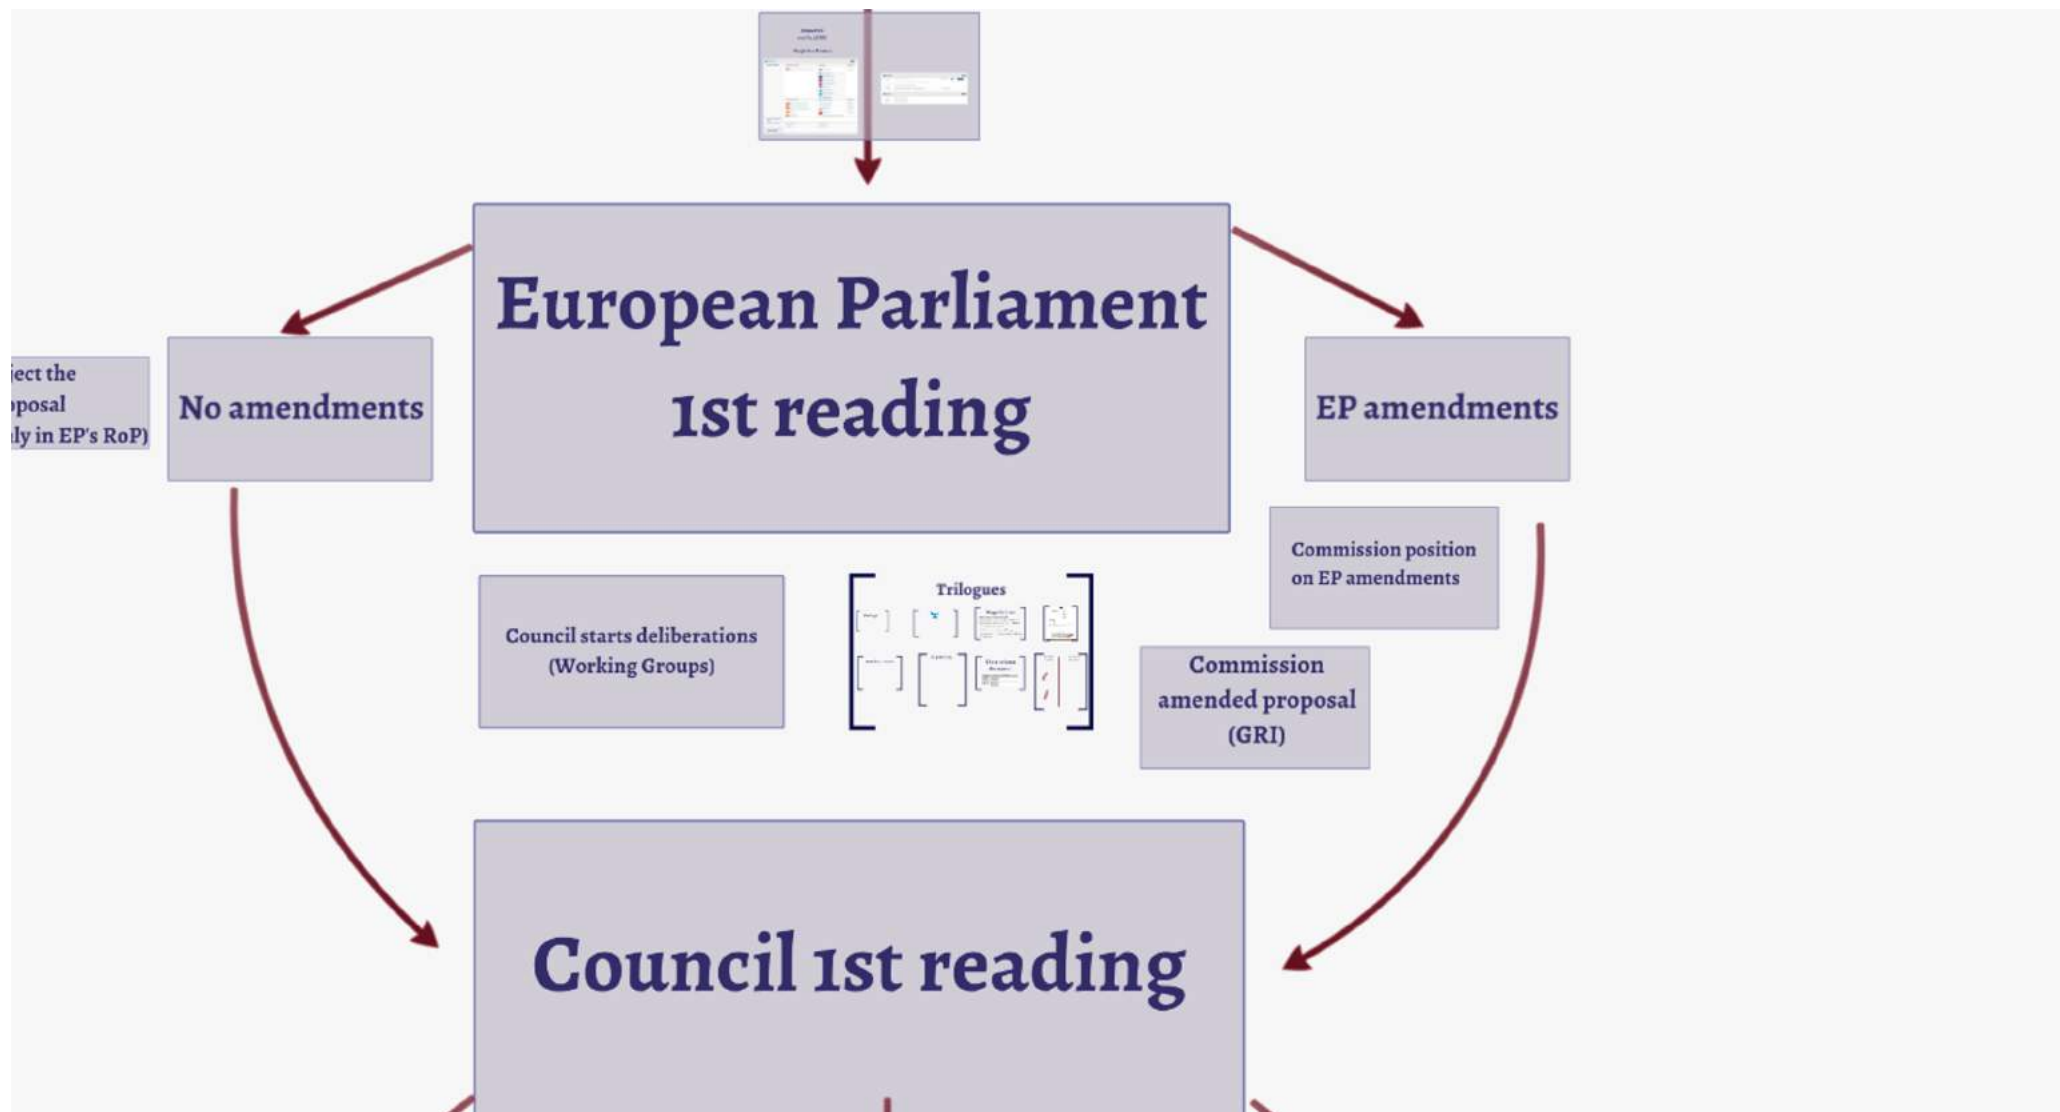 European Parliament
1st reading
ject the
posal
ly in EP's RoP)
No amendments
EP amendments
Commission position
on EP amendments
Council starts deliberations
(Working Groups)
Trilogues
Commission
amended proposal
(GRI)
Council 1st reading